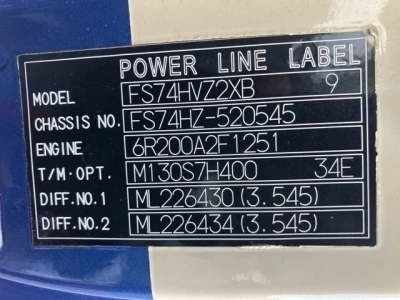 POWER LINE LABEL
MODEL FS74HVZ2XB 9
CHASSIS NO. FS74HZ-520545
ENGINE 6R200A2F1251
T/M.OPT. M130S7H400 34E
DIFF.NO.1 ML226430(3.545)
DIFF.NO.2 ML226434(3.545)